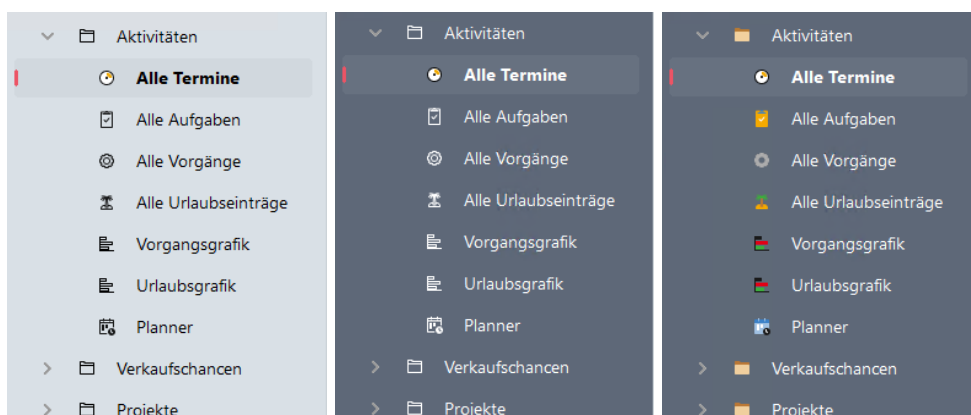 Aktivitäten
Alle Termine
Alle Aufgaben
Alle Vorgänge
Alle Urlaubseinträge
Vorgangsgrafik
Urlaubsgrafik
Planner
Verkaufschancen
Projekte
Aktivitäten
Alle Termine
Alle Aufgaben
Alle Vorgänge
Alle Urlaubseinträge
Vorgangsgrafik
Urlaubsgrafik
Planner
Verkaufschancen
Projekte
Aktivitäten
Alle Termine
Alle Aufgaben
Alle Vorgänge
Alle Urlaubseinträge
Vorgangsgrafik
Urlaubsgrafik
Planner
Verkaufschancen
Projekte